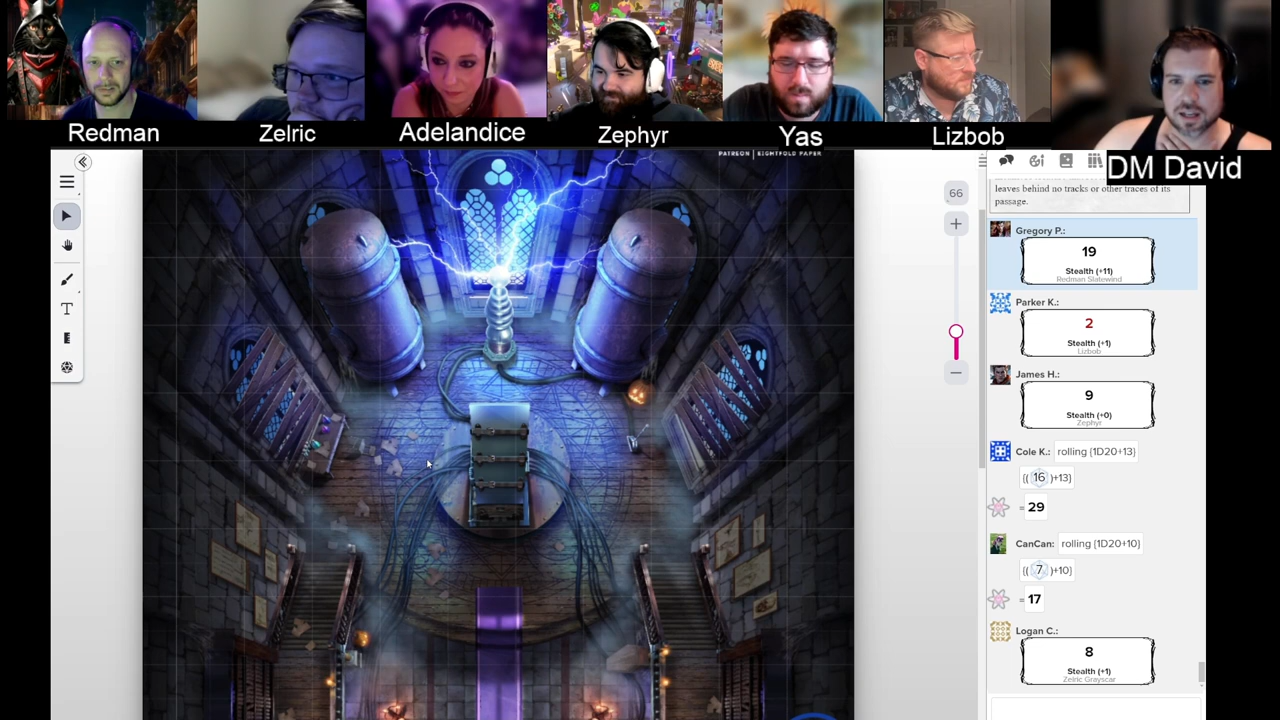 Redman
Zelric
Adelandice
Zephyr
Yas
Lizbob
DM David
PATREON | EIGHTFOLD PAPER
66
T
leaves behind no tracks or other traces of its
passage.
Gregory P.:
19
Stealth (+11)
Redman Slatewind
Parker K.:
2
Stealth (+1)
Lizbob
James H.:
9
Stealth (+0)
Zephyr
Cole K.: rolling {1D20+13}
{( 16 )+13}
= 29
CanCan: rolling {1D20+10}
{( 7 )+10}
= 17
Logan C.:
8
Stealth (+1)
Zelric Grayscar